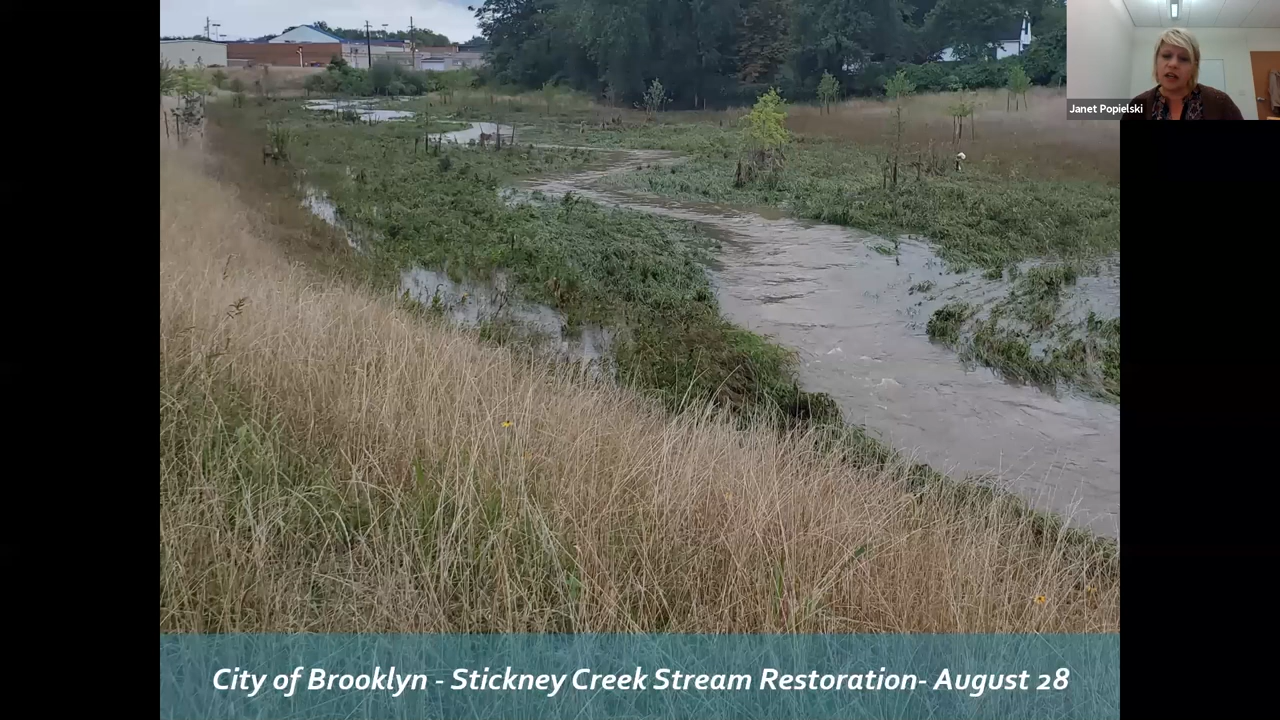 Janet Popielski
City of Brooklyn - Stickney Creek Stream Restoration- August 28